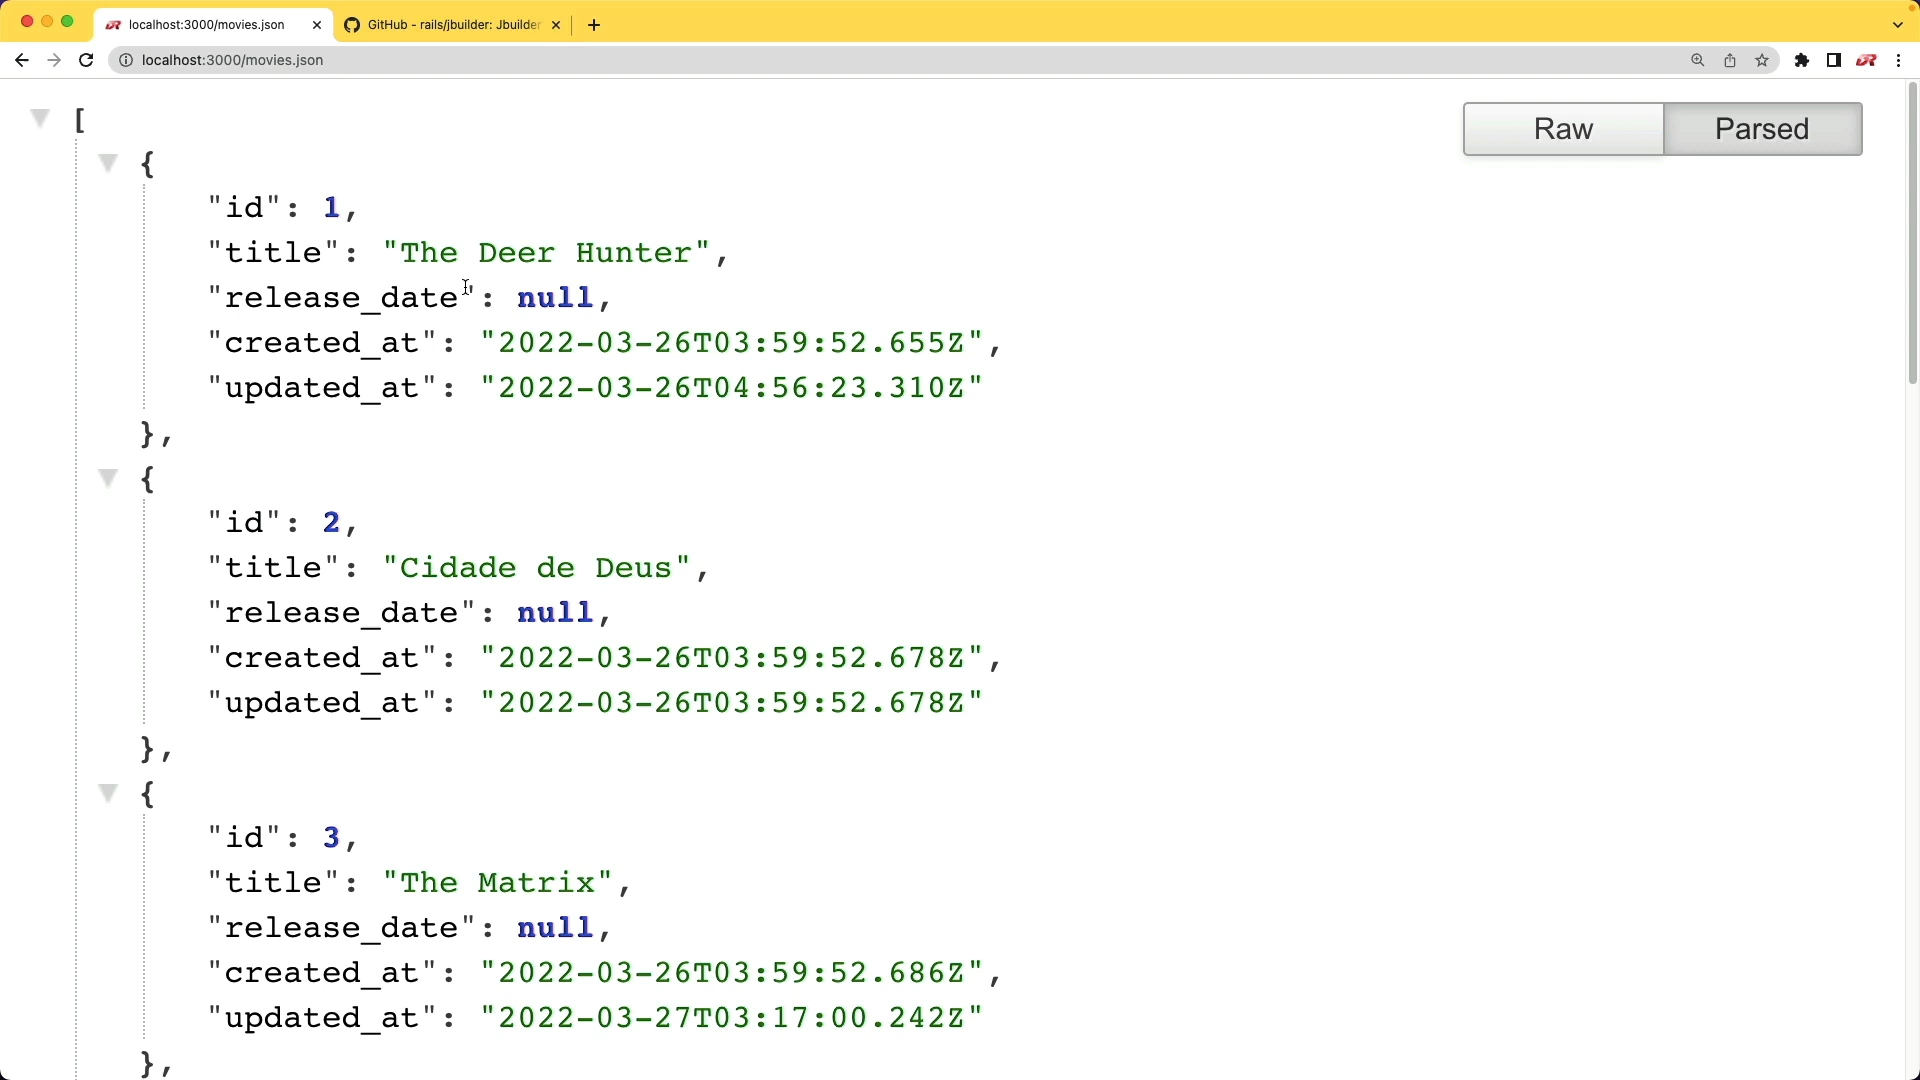 localhost:3000/movies.json
GitHub - rails/jbuilder: Jbuilder
localhost:3000/movies.json
Raw
Parsed
[
{
"id": 1,
"title": "The Deer Hunter",
"release_date": null,
"created_at": "2022-03-26T03:59:52.655Z",
"updated_at": "2022-03-26T04:56:23.310Z"
},
{
"id": 2,
"title": "Cidade de Deus",
"release_date": null,
"created_at": "2022-03-26T03:59:52.678Z",
"updated_at": "2022-03-26T03:59:52.678Z"
},
{
"id": 3,
"title": "The Matrix",
"release_date": null,
"created_at": "2022-03-26T03:59:52.686Z",
"updated_at": "2022-03-27T03:17:00.242Z"
},